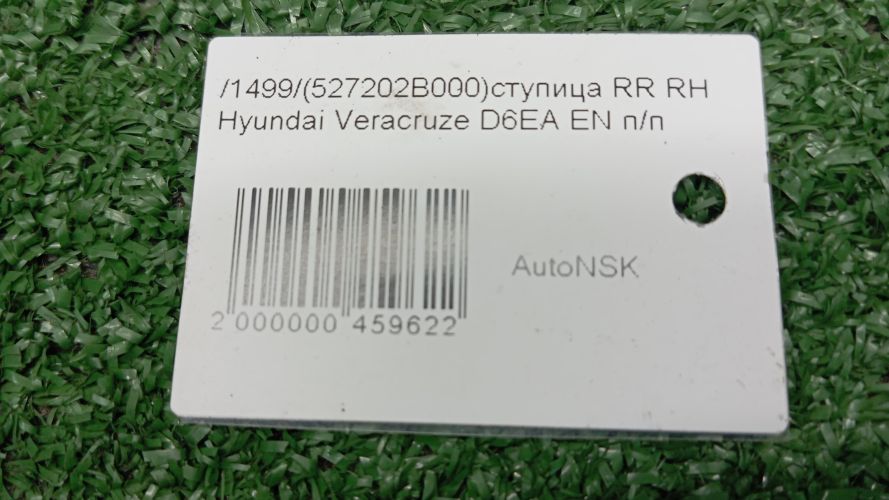 /1499/(527202B000)ступица RR RH
Hyundai Veracruze D6EA EN п/п
AutoNSK
2 000000 459622